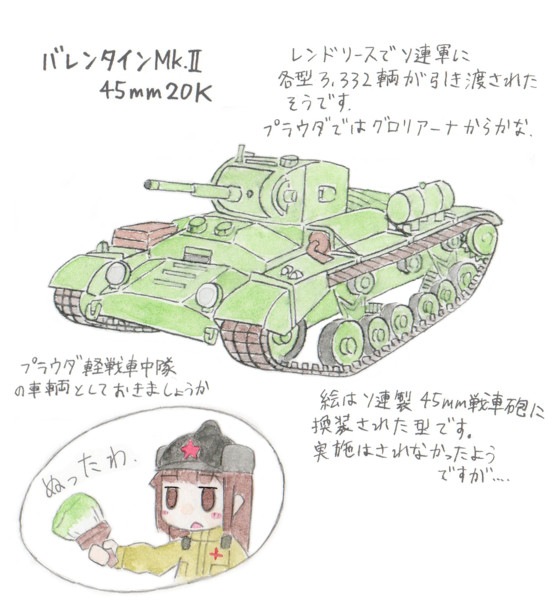 バレンタインMk.Ⅱ
45mm20K
レンドリースでソ連軍に
各型3,332輌が引き渡された
そうです.
プラウダではグロリアーナからかな.
プラウダ軽戦車中隊
の車輌としておきましょうか
絵はソ連製45mm戦車砲に
換装された型です。
実施はされなかったよう
ですが....
ぬったわ.